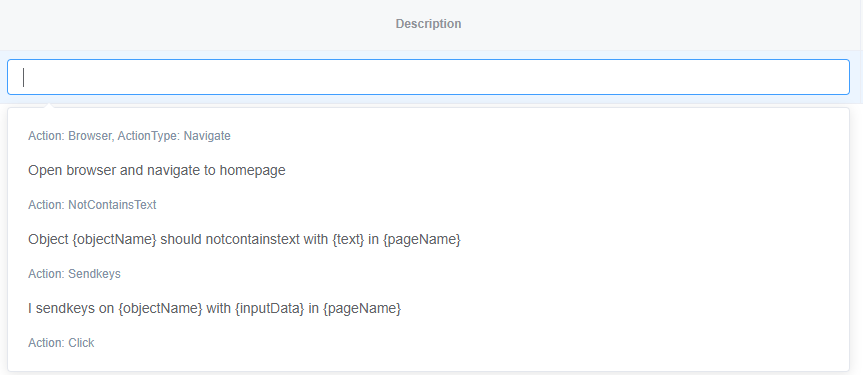 Description
Action: Browser, ActionType: Navigate
Open browser and navigate to homepage
Action: NotContainsText
Object {objectName} should notcontainstext with {text} in {pageName}
Action: Sendkeys
I sendkeys on {objectName} with {inputData} in {pageName}
Action: Click